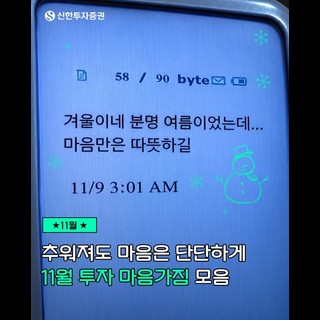 신한투자증권
58 / 90 byte
겨울이네 분명 여름이었는데...
마음만은 따뜻하길
11/9 3:01 AM
★11월★
추워져도 마음은 단단하게
11월 투자 마음가짐 모음